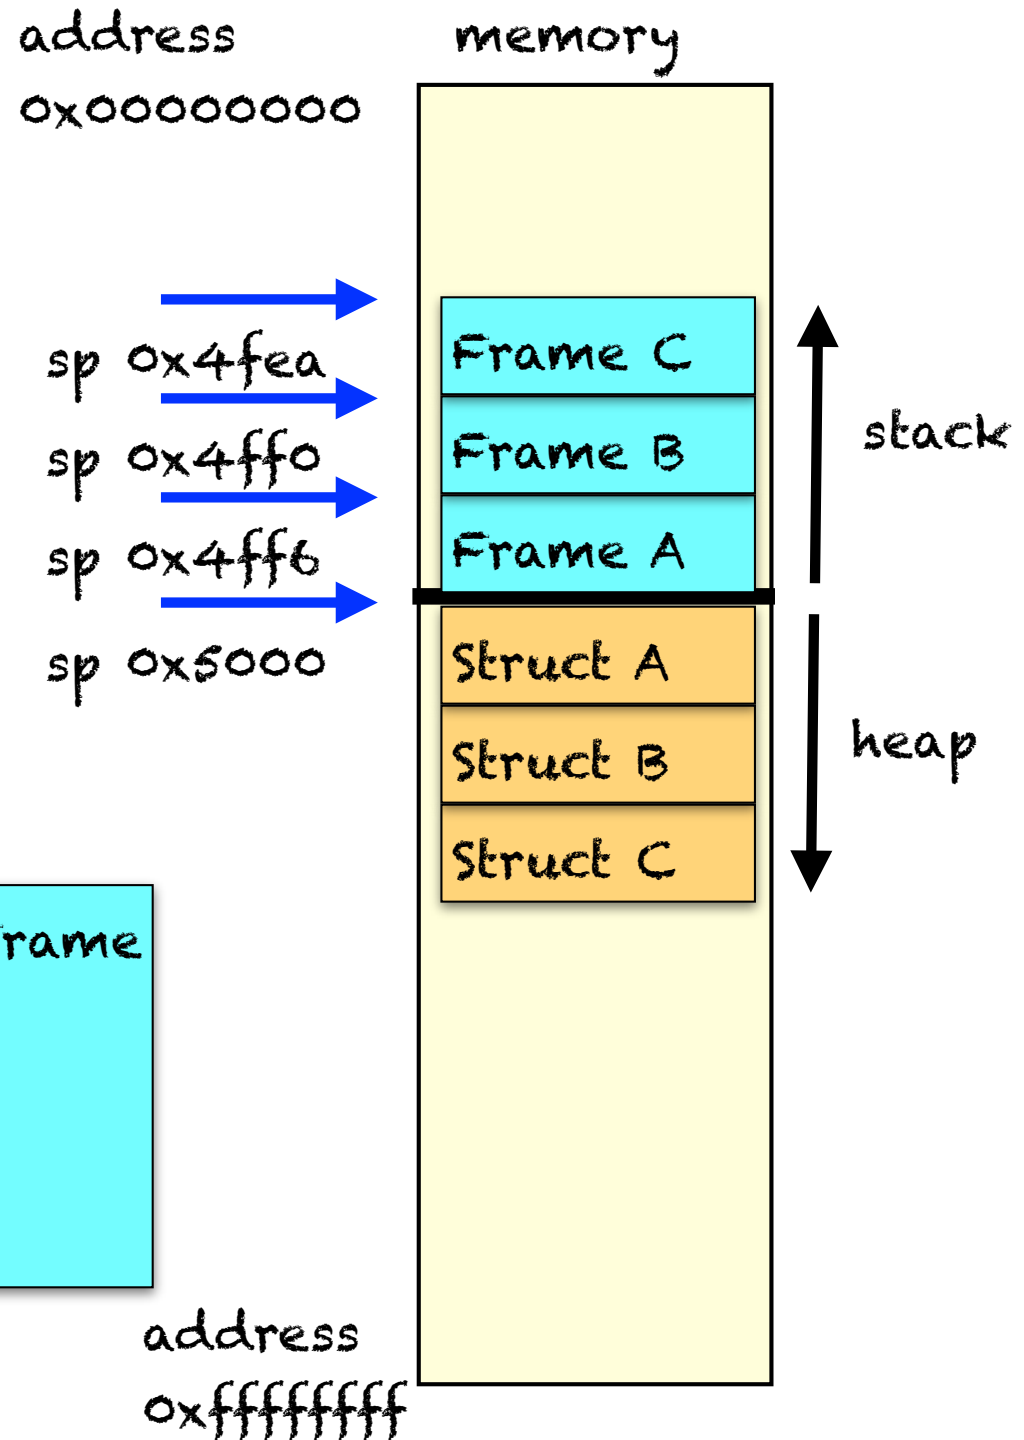 address
memory
0x00000000
Frame C
sp 0x4fea
Frame B
stack
sp 0x4ff0
Frame A
sp 0x4ff6
Struct A
sp 0x5000
Struct B
heap
Struct C
rame
address
0xffffffff